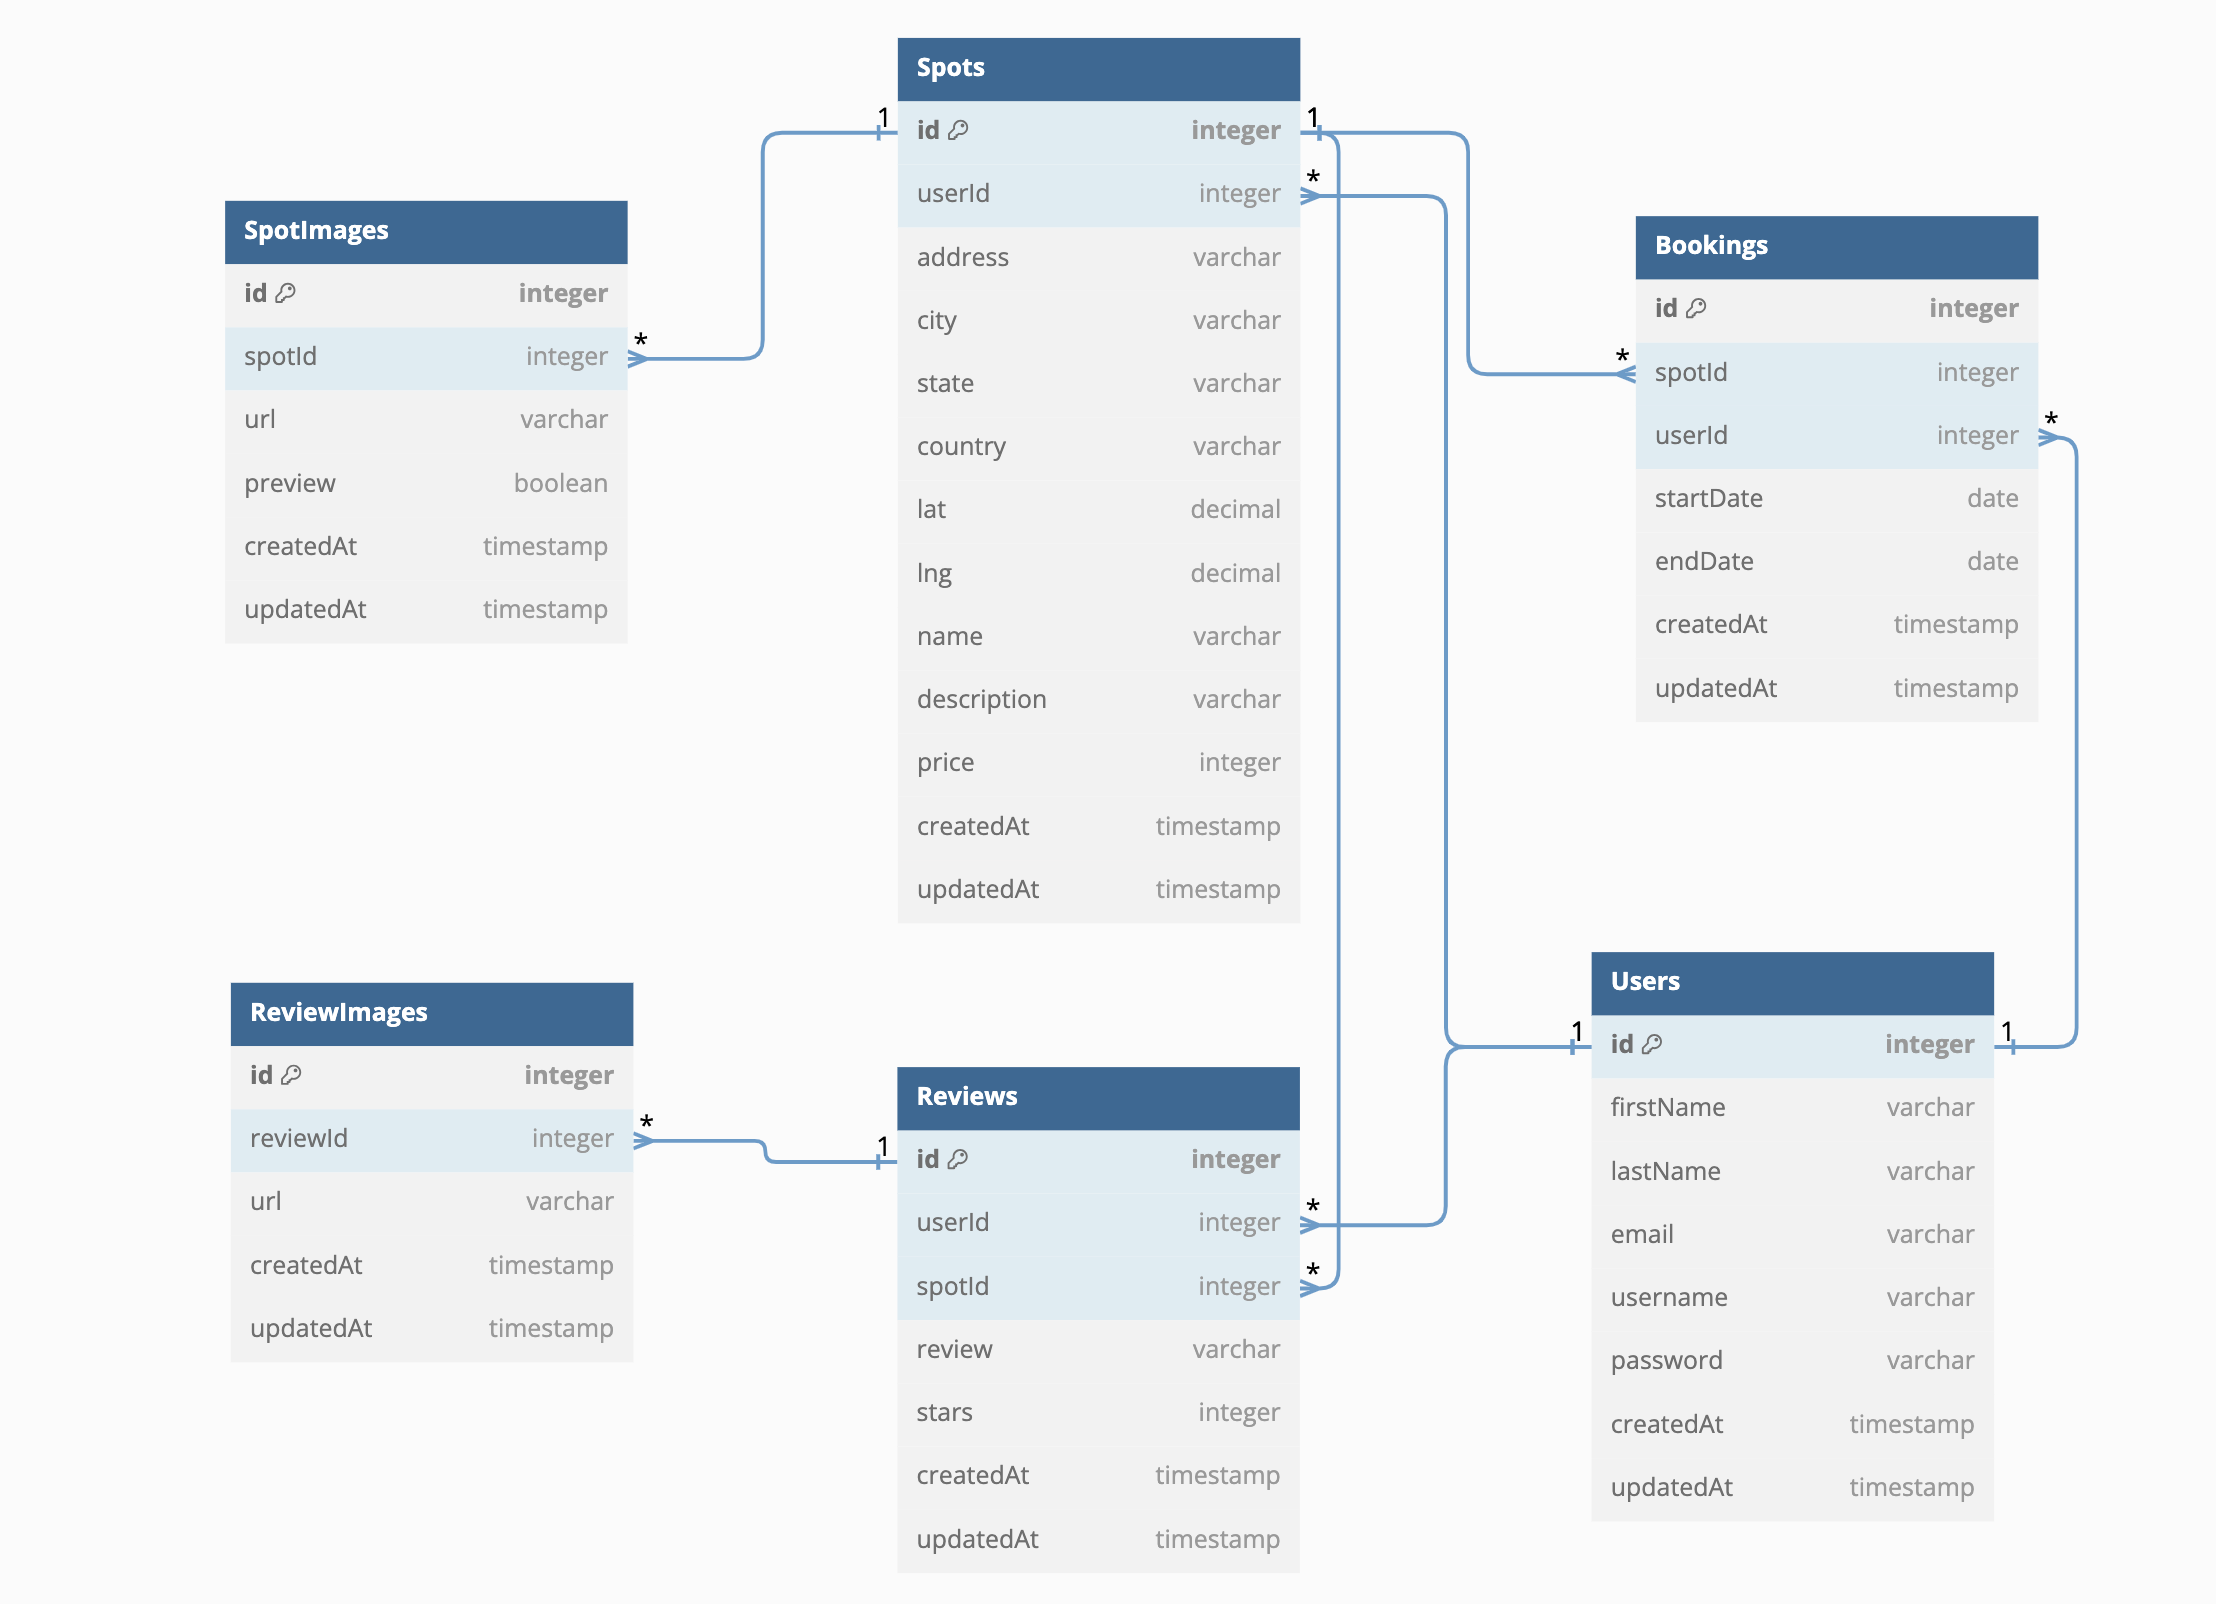 Spots
1
id integer
1
userId integer
*
address varchar
city varchar
state varchar
country varchar
lat decimal
lng decimal
name varchar
description varchar
price integer
createdAt timestamp
updatedAt timestamp
SpotImages
id integer
spotId integer
*
url varchar
preview boolean
createdAt timestamp
updatedAt timestamp
Bookings
id integer
*
spotId integer
userId integer
*
startDate date
endDate date
createdAt timestamp
updatedAt timestamp
ReviewImages
id integer
reviewId integer
*
url varchar
createdAt timestamp
updatedAt timestamp
Reviews
1
id integer
userId integer
*
spotId integer
*
review varchar
stars integer
createdAt timestamp
updatedAt timestamp
Users
1
id integer
1
firstName varchar
lastName varchar
email varchar
username varchar
password varchar
createdAt timestamp
updatedAt timestamp